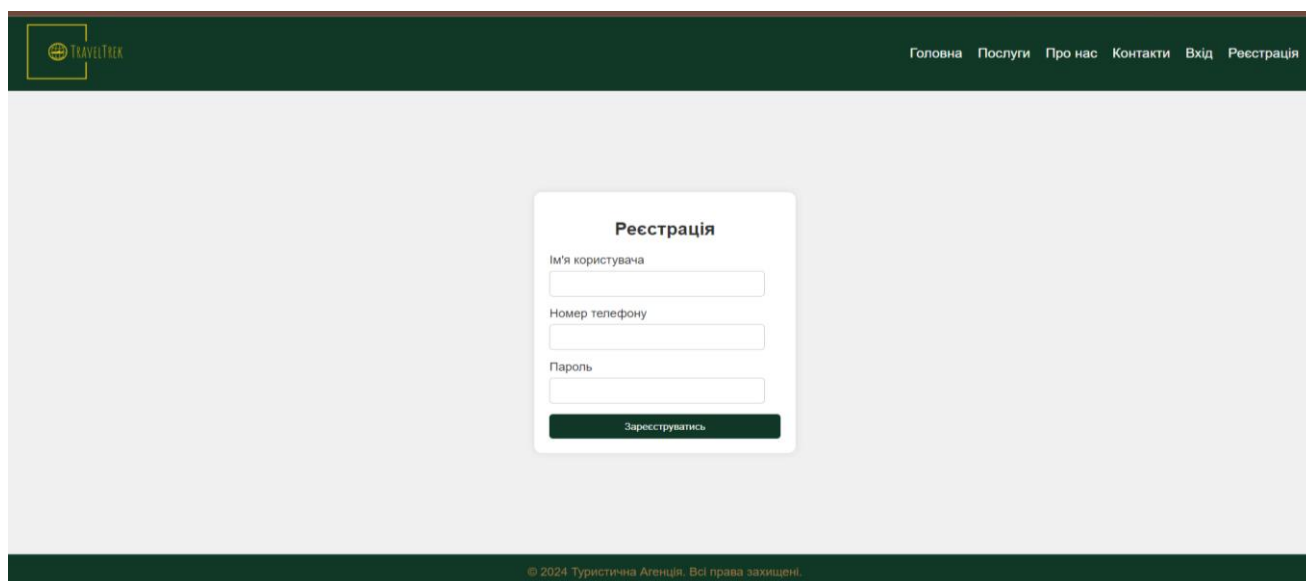 TravelTrek
Головна Послуги Про нас Контакти Вхід Реєстрація
Реєстрація
Ім'я користувача
Номер телефону
Пароль
Зареєструватись
© 2024 Туристична Агенція. Всі права захищені.